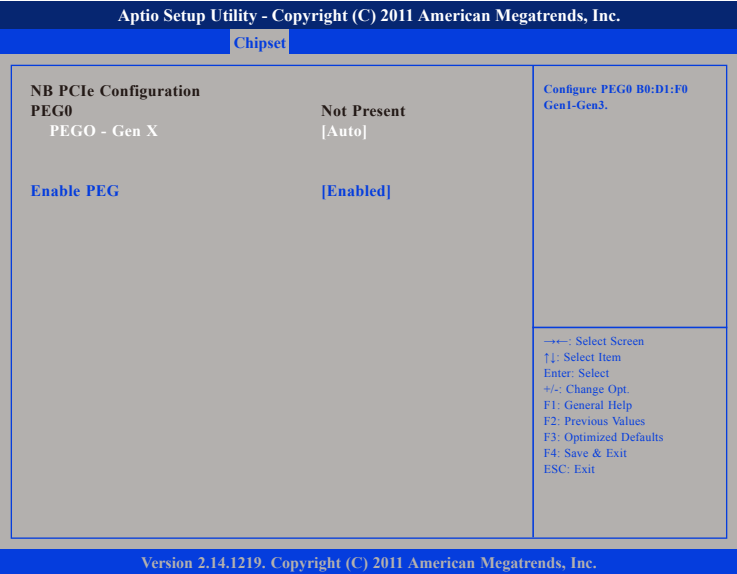 Aptio Setup Utility - Copyright (C) 2011 American Megatrends, Inc.
Chipset
NB PCIe Configuration
PEG0 Not Present
PEGO - Gen X [Auto]
Enable PEG [Enabled]
Configure PEG0 B0:D1:F0
Gen1-Gen3.
→←: Select Screen
↑↓: Select Item
Enter: Select
+/-: Change Opt.
F1: General Help
F2: Previous Values
F3: Optimized Defaults
F4: Save & Exit
ESC: Exit
Version 2.14.1219. Copyright (C) 2011 American Megatrends, Inc.